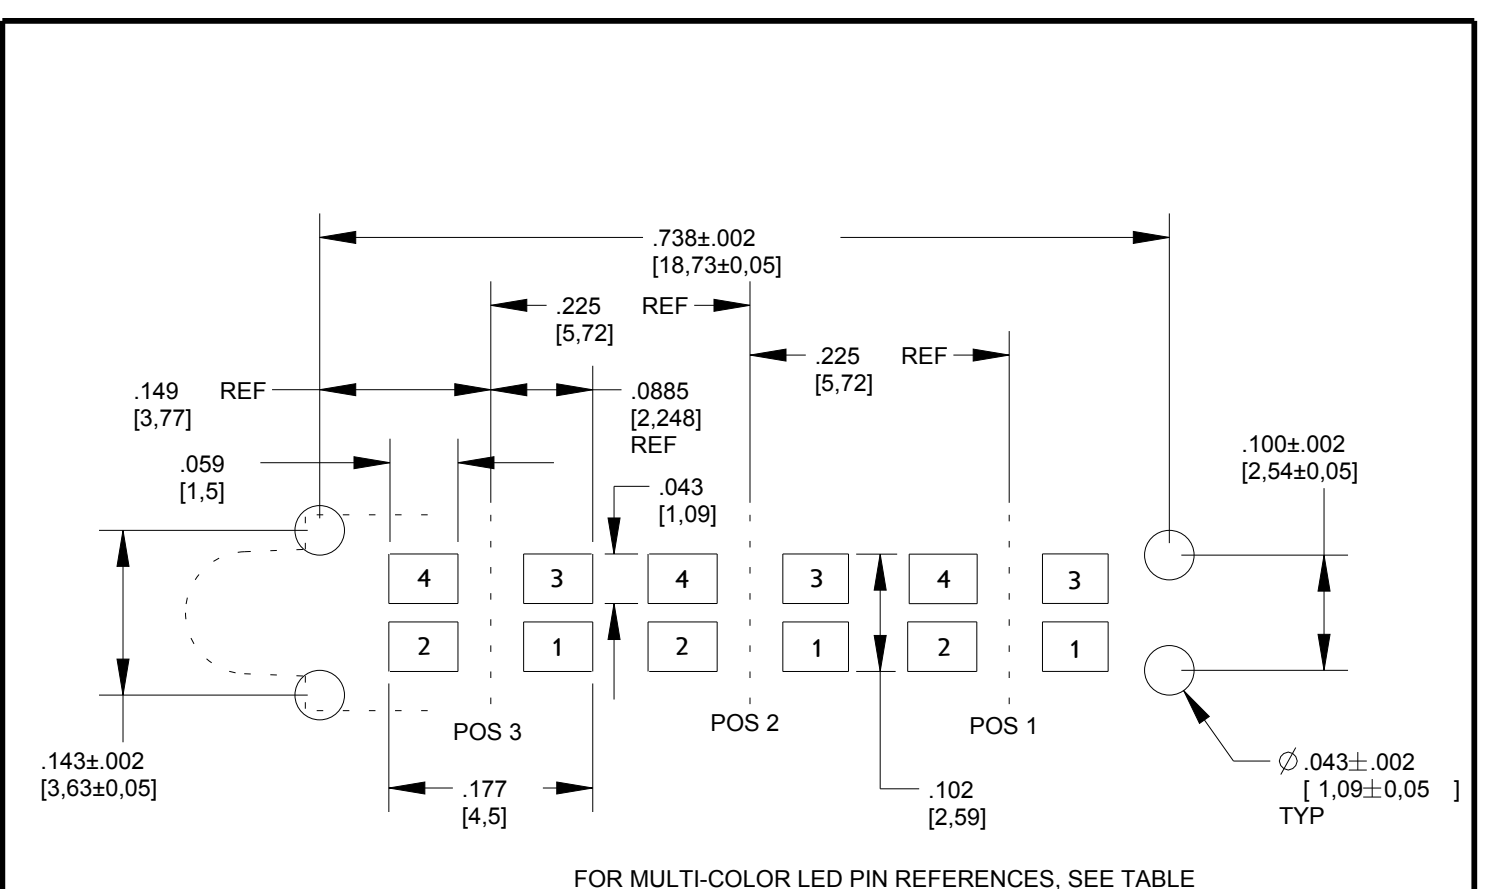 .738±.002
[18,73±0,05]
.225 REF
[5,72]
.225 REF
[5,72]
.149 REF
[3,77]
.0885
[2,248]
REF
.059
[1,5]
.043
[1,09]
.100±.002
[2,54±0,05]
4 3 4 3 4 3
2 1 2 1 2 1
POS 3 POS 2 POS 1
.143±.002
[3,63±0,05]
.177
[4,5]
.102
[2,59]
∅ .043±.002
[ 1,09±0,05 ]
TYP
FOR MULTI-COLOR LED PIN REFERENCES, SEE TABLE